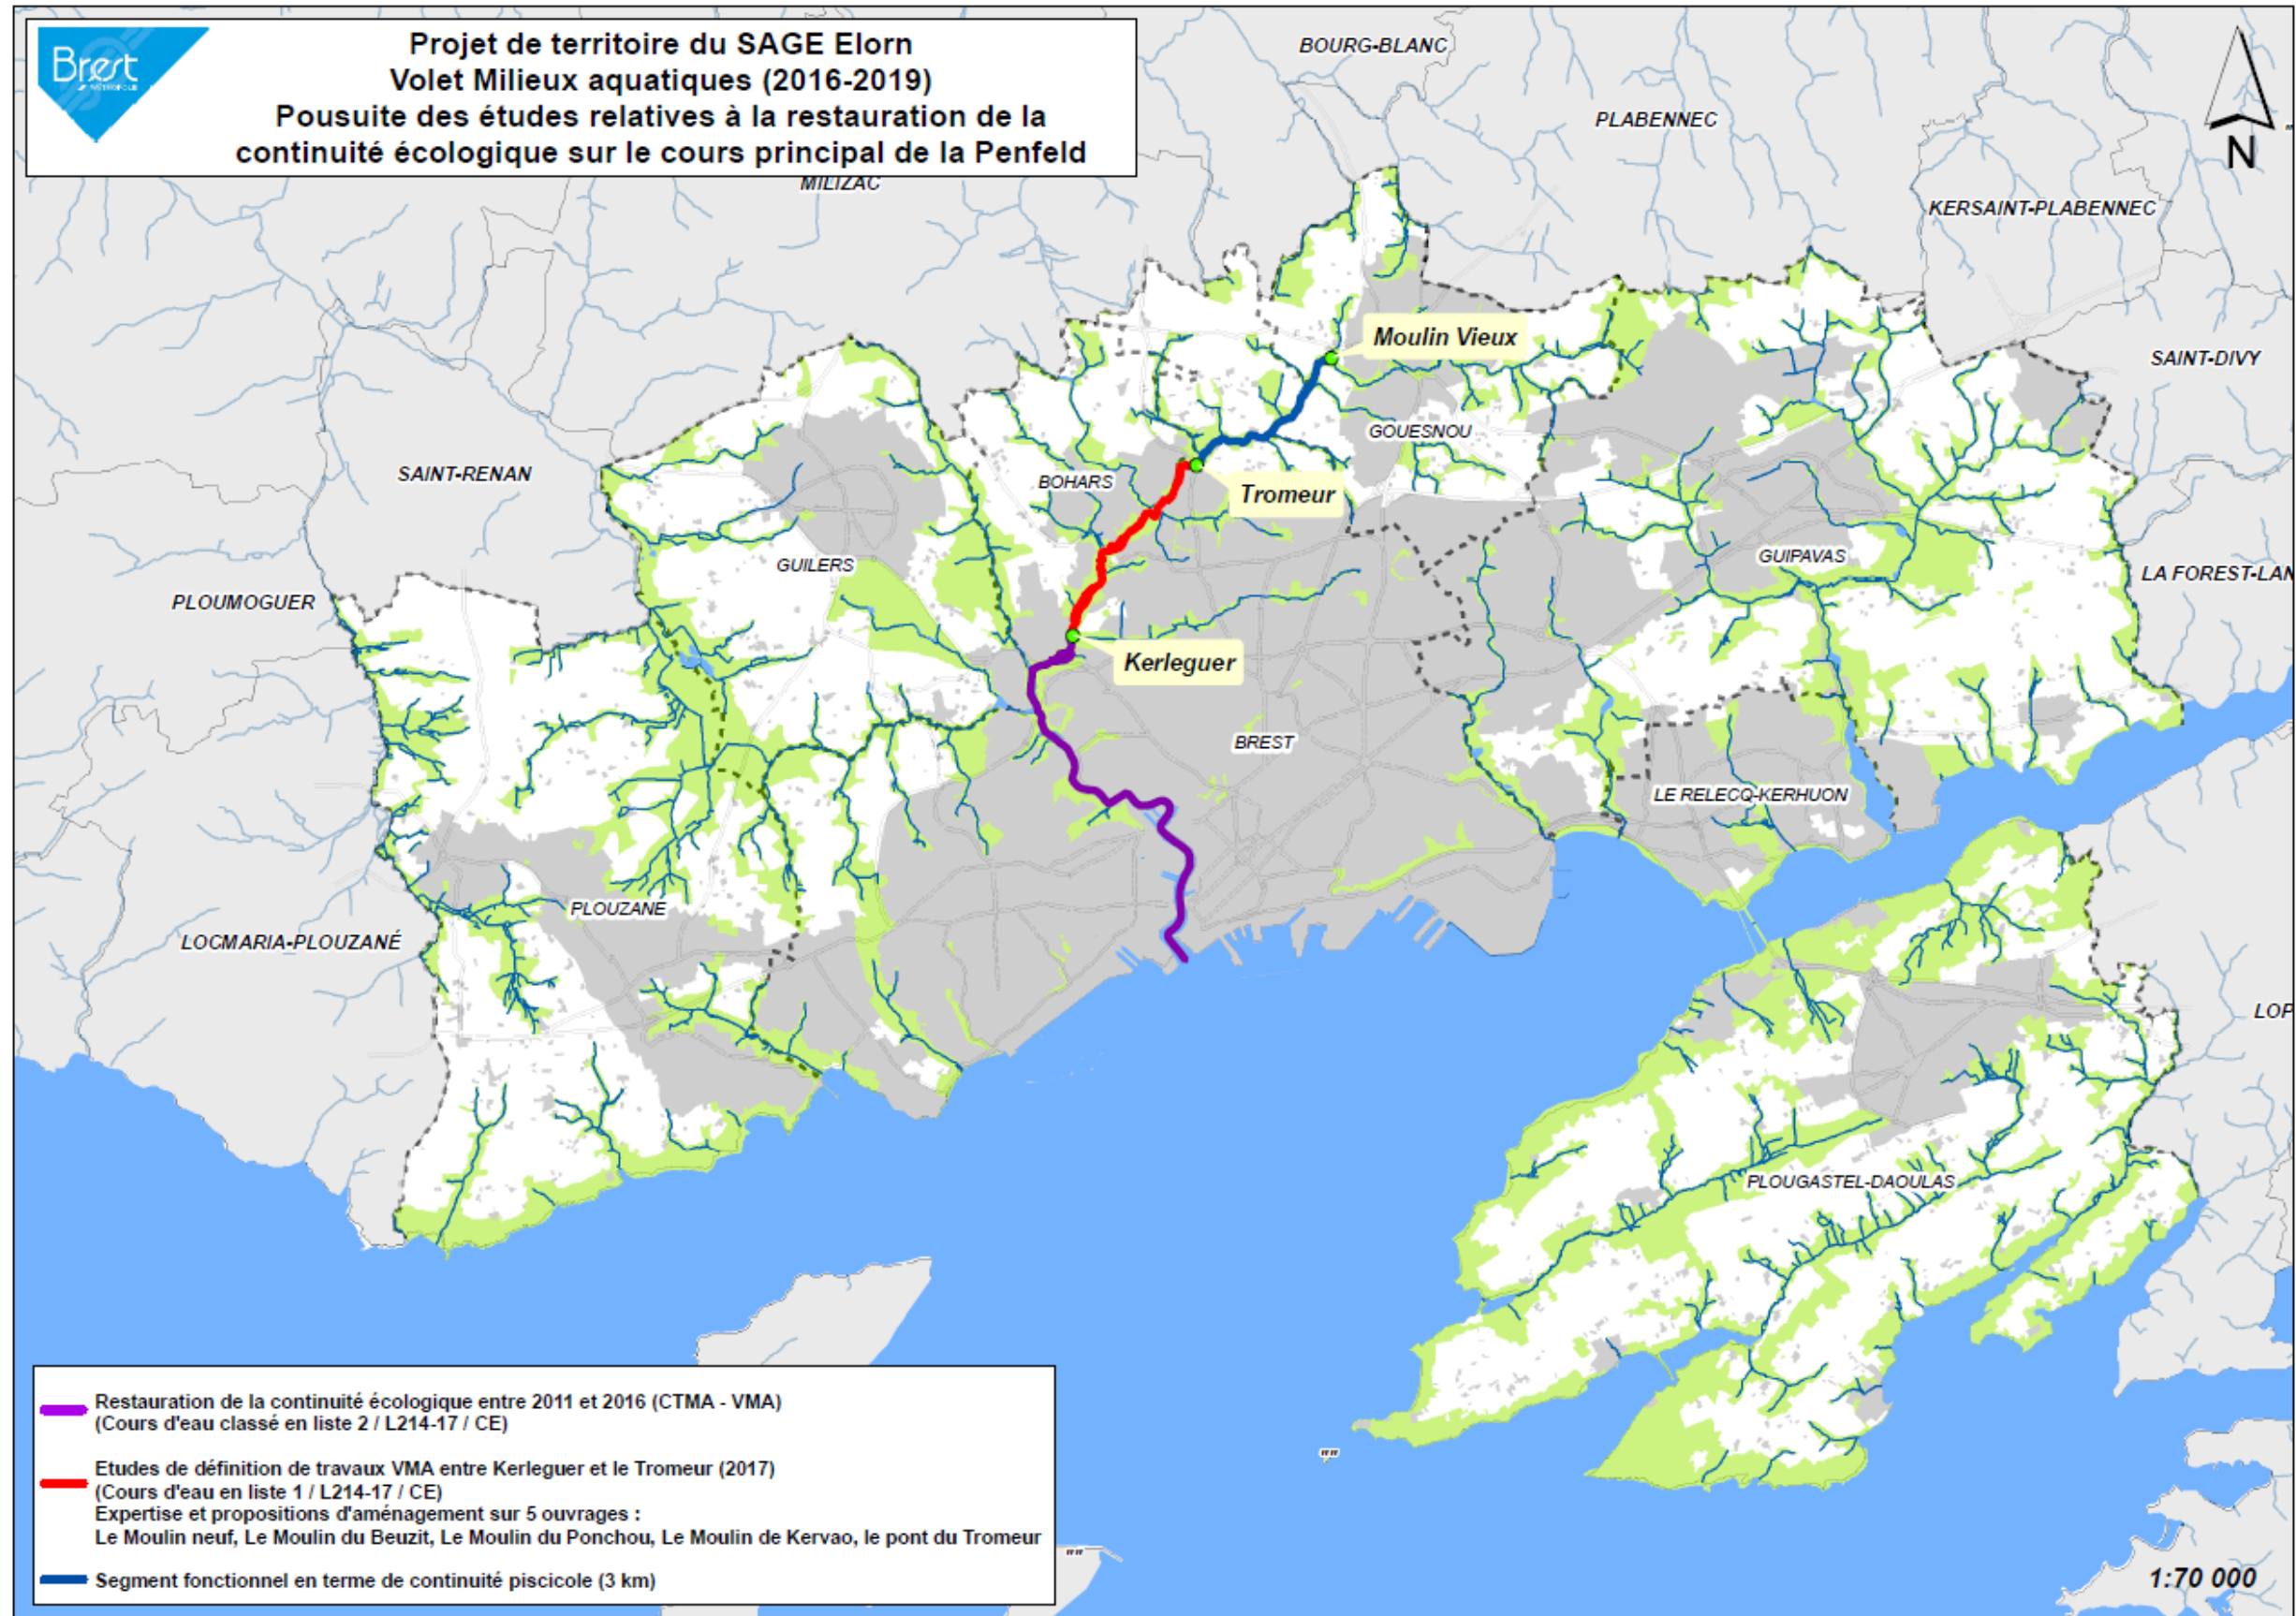 Brest
MÉTROPOLE
Projet de territoire du SAGE Elorn
Volet Milieux aquatiques (2016-2019)
Pousuite des études relatives à la restauration de la
continuité écologique sur le cours principal de la Penfeld
N
BOURG-BLANC
PLABENNEC
MILIZAC
KERSAINT-PLABENNEC
Moulin Vieux
SAINT-DIVY
GOUESNOU
SAINT-RENAN
BOHARS
Tromeur
GUILERS
GUIPAVAS
LA FOREST-LAN
PLOUMOGUER
Kerleguer
BREST
LE RELECQ-KERHUON
PLOUZANE
LOCMARIA-PLOUZANÉ
LOP
PLOUGASTEL-DAOULAS
""
""
Restauration de la continuité écologique entre 2011 et 2016 (CTMA - VMA)
(Cours d'eau classé en liste 2 / L214-17 / CE)
Etudes de définition de travaux VMA entre Kerleguer et le Tromeur (2017)
(Cours d'eau en liste 1 / L214-17 / CE)
Expertise et propositions d'aménagement sur 5 ouvrages :
Le Moulin neuf, Le Moulin du Beuzit, Le Moulin du Ponchou, Le Moulin de Kervao, le pont du Tromeur
Segment fonctionnel en terme de continuité piscicole (3 km)
1:70 000